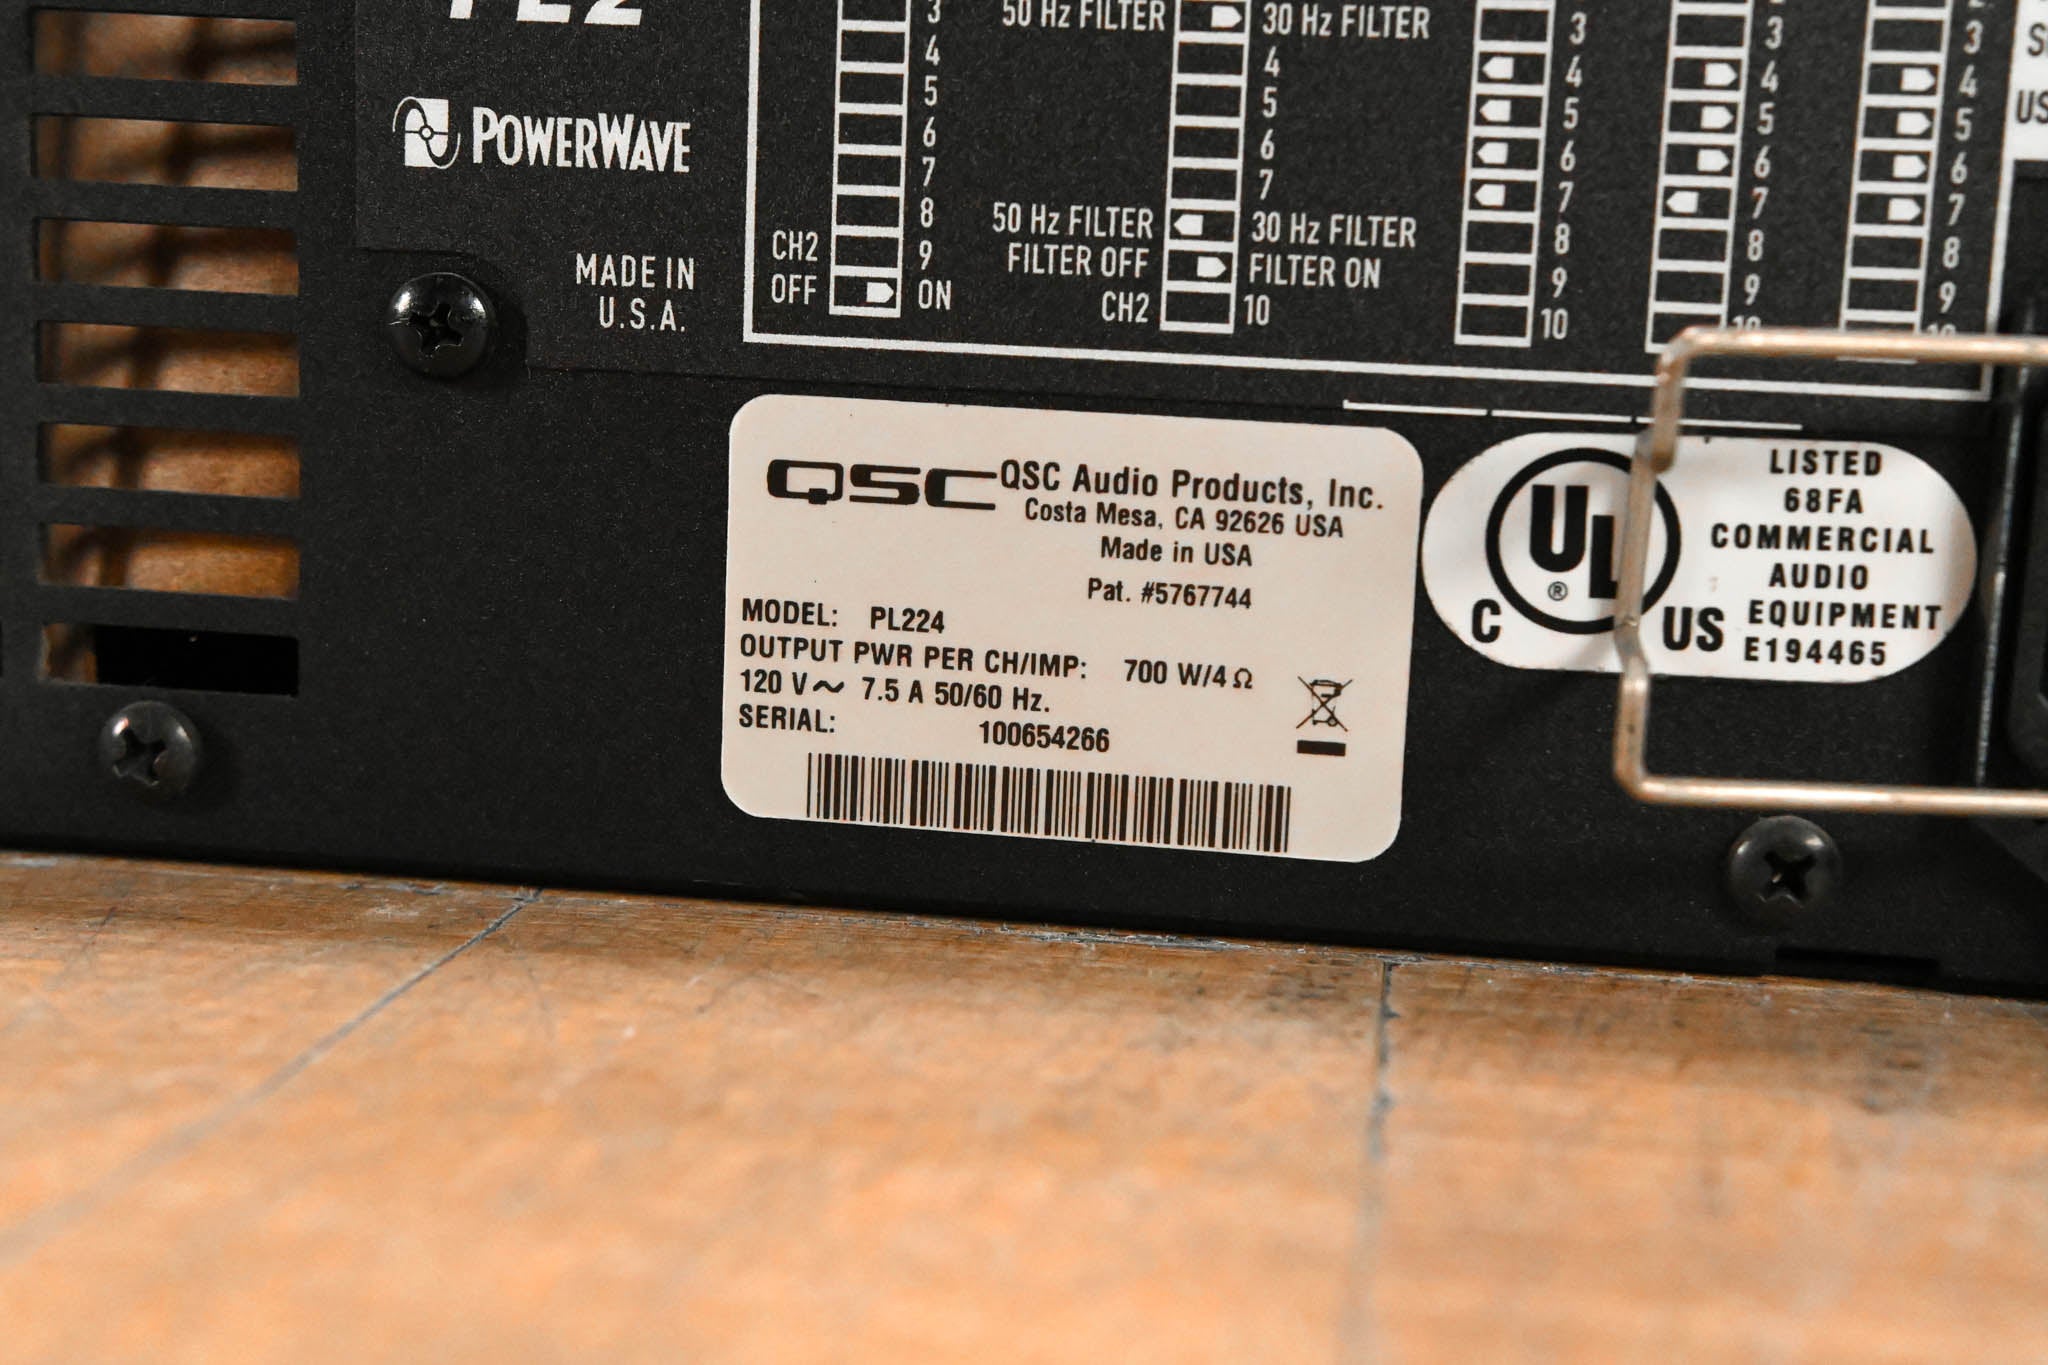 PL2
POWERWAVE
MADE IN
U.S.A.
3
4
5
6
7
8
CH2 9
OFF ON
50 Hz FILTER 30 Hz FILTER
4
5
6
7
50 Hz FILTER 30 Hz FILTER
FILTER OFF FILTER ON
CH2 10
3
4
5
6
7
8
9
10
3
4
5
6
7
8
9
10
3
4
5
6
7
8
9
10
US
QSC QSC Audio Products, Inc.
Costa Mesa, CA 92626 USA
Made in USA
Pat. #5767744
MODEL: PL224
OUTPUT PWR PER CH/IMP: 700 W/4 Ω
120 V～ 7.5 A 50/60 Hz.
SERIAL: 100654266
C UL ® US
LISTED
68FA
COMMERCIAL
AUDIO
EQUIPMENT
E194465